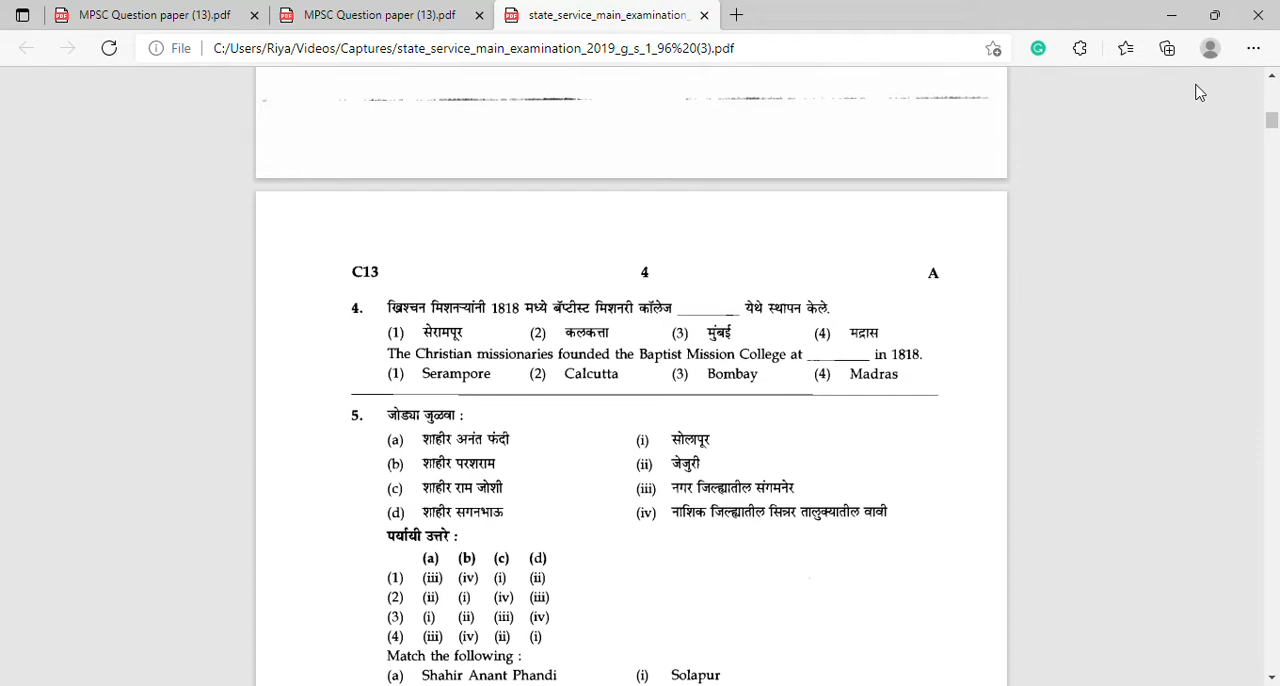 MPSC Question paper (13).pdf
MPSC Question paper (13).pdf
state_service_main_examination_
File
C:/Users/Riya/Videos/Captures/state_service_main_examination_2019_g_s_1_96%20(3).pdf
C13 4 A
4. ख्रिश्चन मिशनऱ्यांनी 1818 मध्ये बॅप्टीस्ट मिशनरी कॉलेज ________ येथे स्थापन केले.
(1) सेरामपूर (2) कलकत्ता (3) मुंबई (4) मद्रास
The Christian missionaries founded the Baptist Mission College at ________ in 1818.
(1) Serampore (2) Calcutta (3) Bombay (4) Madras
5. जोड्या जुळवा :
(a) शाहीर अनंत फंदी (i) सोलापूर
(b) शाहीर परशराम (ii) जेजुरी
(c) शाहीर राम जोशी (iii) नगर जिल्ह्यातील संगमनेर
(d) शाहीर सगनभाऊ (iv) नाशिक जिल्ह्यातील सिन्नर तालुक्यातील वावी
पर्यायी उत्तरे :
(a) (b) (c) (d)
(1) (iii) (iv) (i) (ii)
(2) (ii) (i) (iv) (iii)
(3) (i) (ii) (iii) (iv)
(4) (iii) (iv) (ii) (i)
Match the following :
(a) Shahir Anant Phandi (i) Solapur